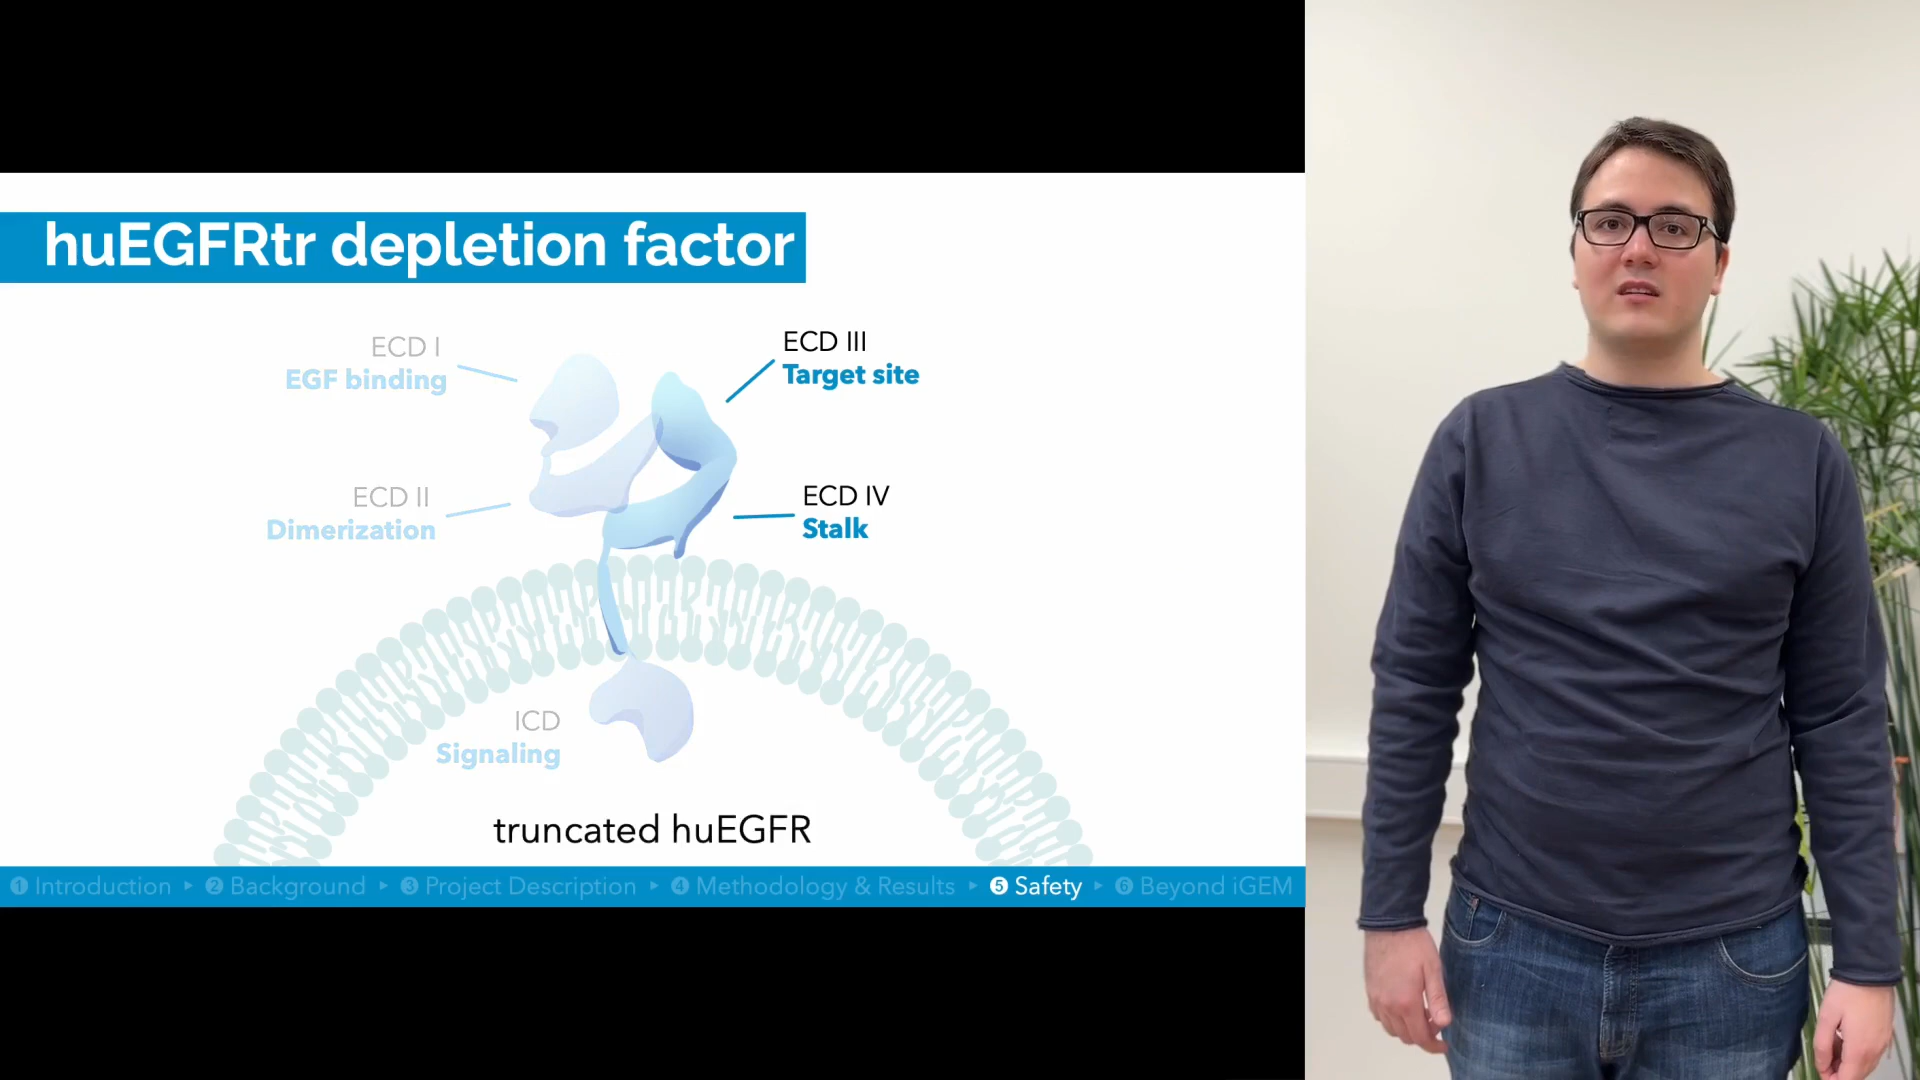 huEGFRtr depletion factor
ECD I
EGF binding
ECD III
Target site
ECD II
Dimerization
ECD IV
Stalk
ICD
Signaling
truncated huEGFR
❶ Introduction ▸ ❷ Background ▸ ❸ Project Description ▸ ❹ Methodology & Results ▸ ❺ Safety ▸ ❻ Beyond iGEM